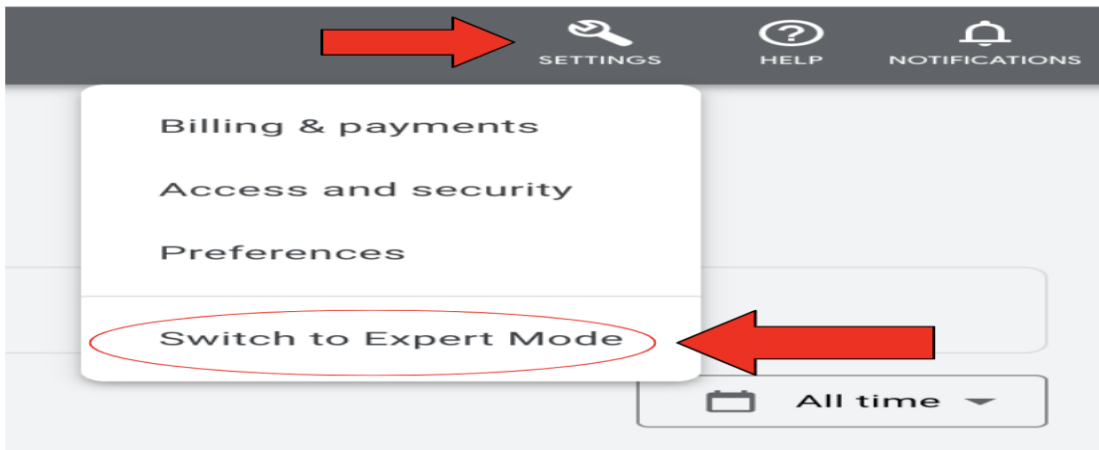 SETTINGS HELP NOTIFICATIONS
Billing & payments
Access and security
Preferences
Switch to Expert Mode
All time